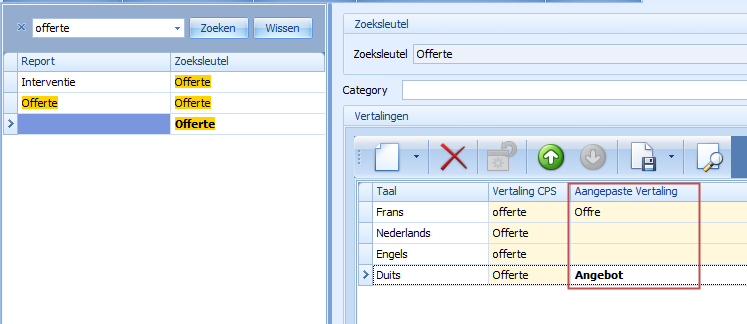 offerte Zoeken Wissen
Report Zoeksleutel
Interventie Offerte
Offerte Offerte
Offerte
Zoeksleutel
Zoeksleutel Offerte
Category
Vertalingen
Taal Vertaling CPS Aangepaste Vertaling
Frans offerte Offre
Nederlands Offerte
Engels offerte
Duits Offerte Angebot